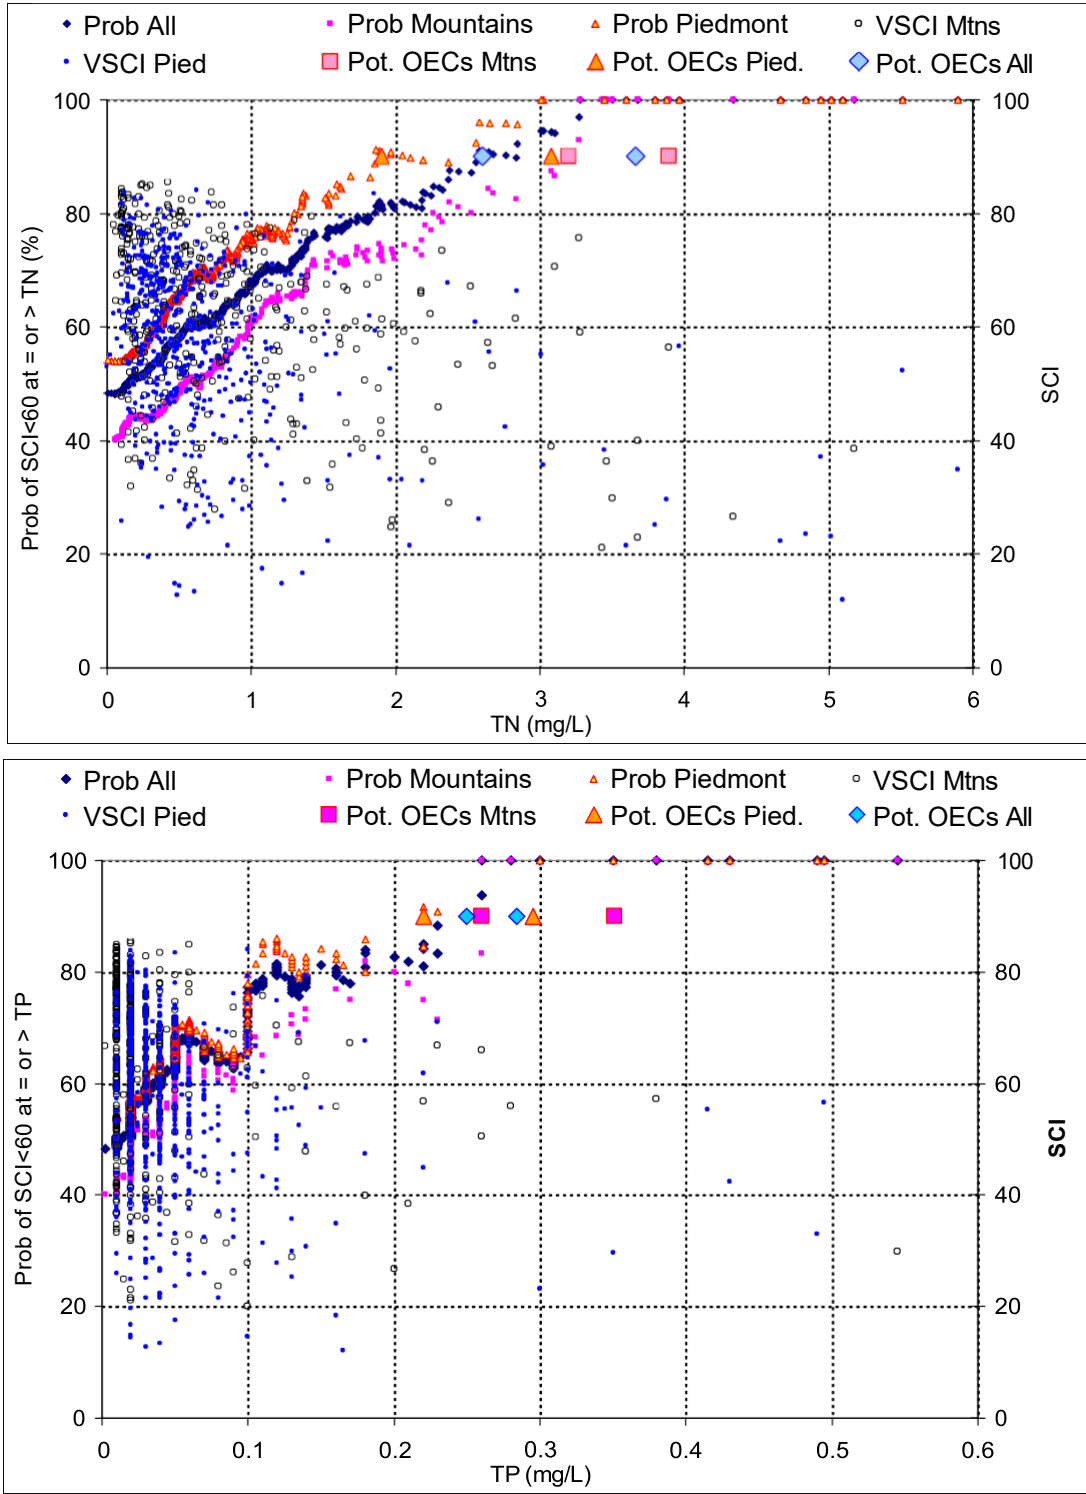 Prob All Prob Mountains Prob Piedmont VSCI Mtns
VSCI Pied Pot. OECs Mtns Pot. OECs Pied. Pot. OECs All
100 100
80 80
60 60
40 40
20 20
0 0
Prob of SCI<60 at = or > TN (%)
SCI
0 1 2 3 4 5 6
TN (mg/L)
Prob All Prob Mountains Prob Piedmont VSCI Mtns
VSCI Pied Pot. OECs Mtns Pot. OECs Pied. Pot. OECs All
100 100
80 80
60 60
40 40
20 20
0 0
Prob of SCI<60 at = or > TP
SCI
0 0.1 0.2 0.3 0.4 0.5 0.6
TP (mg/L)